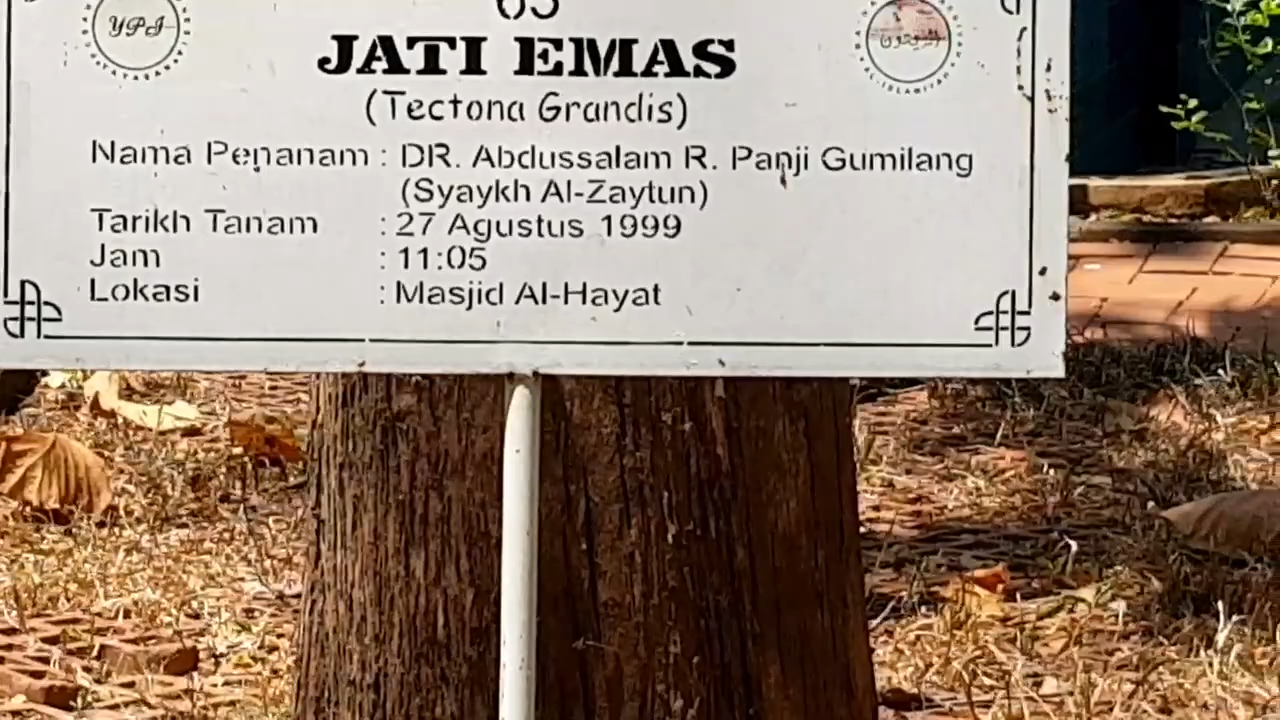 YPI
JATI EMAS
(Tectona Grandis)
Nama Penanam : DR. Abdussalam R. Panji Gumilang
(Syaykh Al-Zaytun)
Tarikh Tanam : 27 Agustus 1999
Jam : 11:05
Lokasi : Masjid Al-Hayat